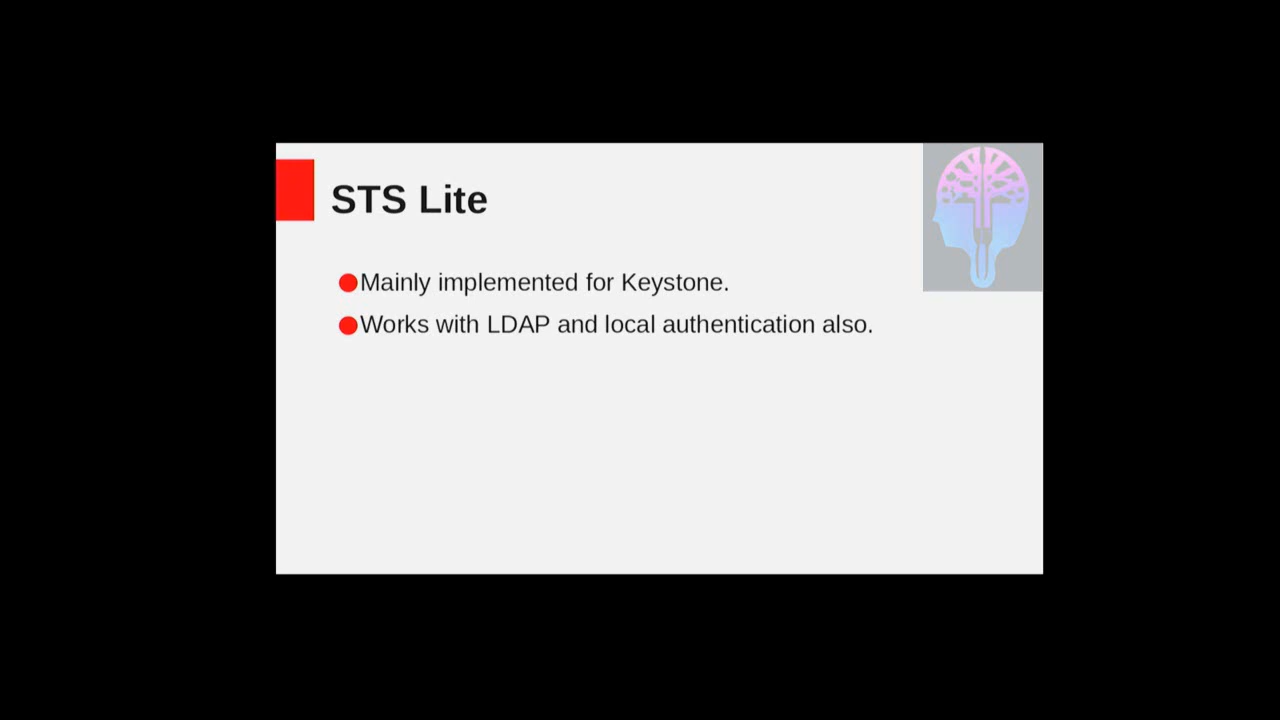 STS Lite
Mainly implemented for Keystone.
Works with LDAP and local authentication also.